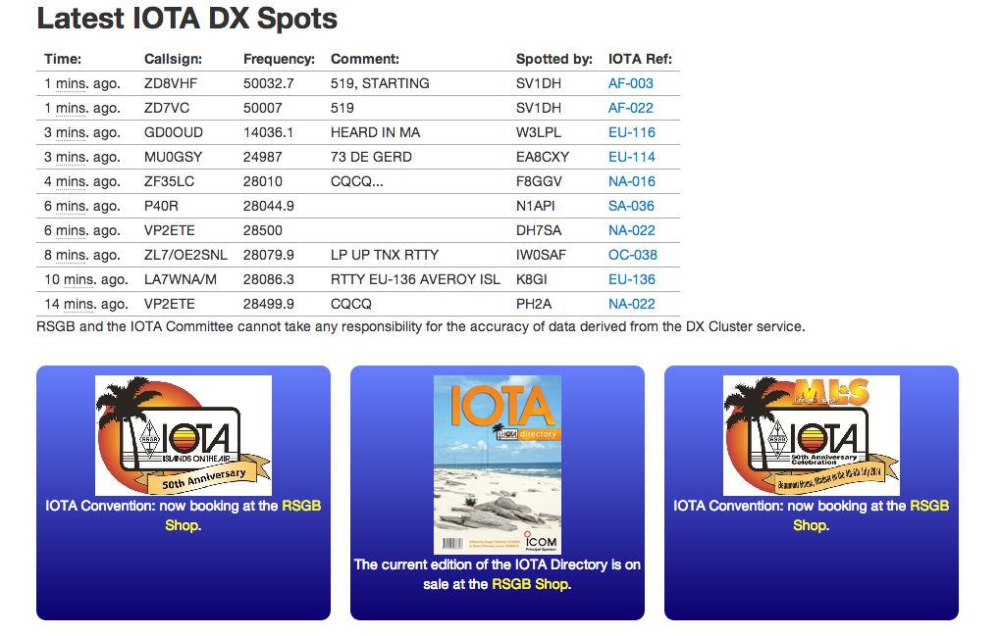 Latest IOTA DX Spots
Time: Callsign: Frequency: Comment: Spotted by: IOTA Ref:
1 mins. ago. ZD8VHF 50032.7 519, STARTING SV1DH AF-003
1 mins. ago. ZD7VC 50007 519 SV1DH AF-022
3 mins. ago. GD0OUD 14036.1 HEARD IN MA W3LPL EU-116
3 mins. ago. MU0GSY 24987 73 DE GERD EA8CXY EU-114
4 mins. ago. ZF35LC 28010 CQCQ... F8GGV NA-016
6 mins. ago. P40R 28044.9 N1API SA-036
6 mins. ago. VP2ETE 28500 DH7SA NA-022
8 mins. ago. ZL7/OE2SNL 28079.9 LP UP TNX RTTY IW0SAF OC-038
10 mins. ago. LA7WNA/M 28086.3 RTTY EU-136 AVEROY ISL K8GI EU-136
14 mins. ago. VP2ETE 28499.9 CQCQ PH2A NA-022
RSGB and the IOTA Committee cannot take any responsibility for the accuracy of data derived from the DX Cluster service.
RSGB IOTA
ISLANDS ON THE AIR
50th Anniversary
IOTA Convention: now booking at the RSGB
Shop.
IOTA
IOTA directory
ICOM
Principal Sponsor
The current edition of the IOTA Directory is on
sale at the RSGB Shop.
ML&S
RSGB IOTA
50th Anniversary
Celebration
IOTA Convention: now booking at the RSGB
Shop.